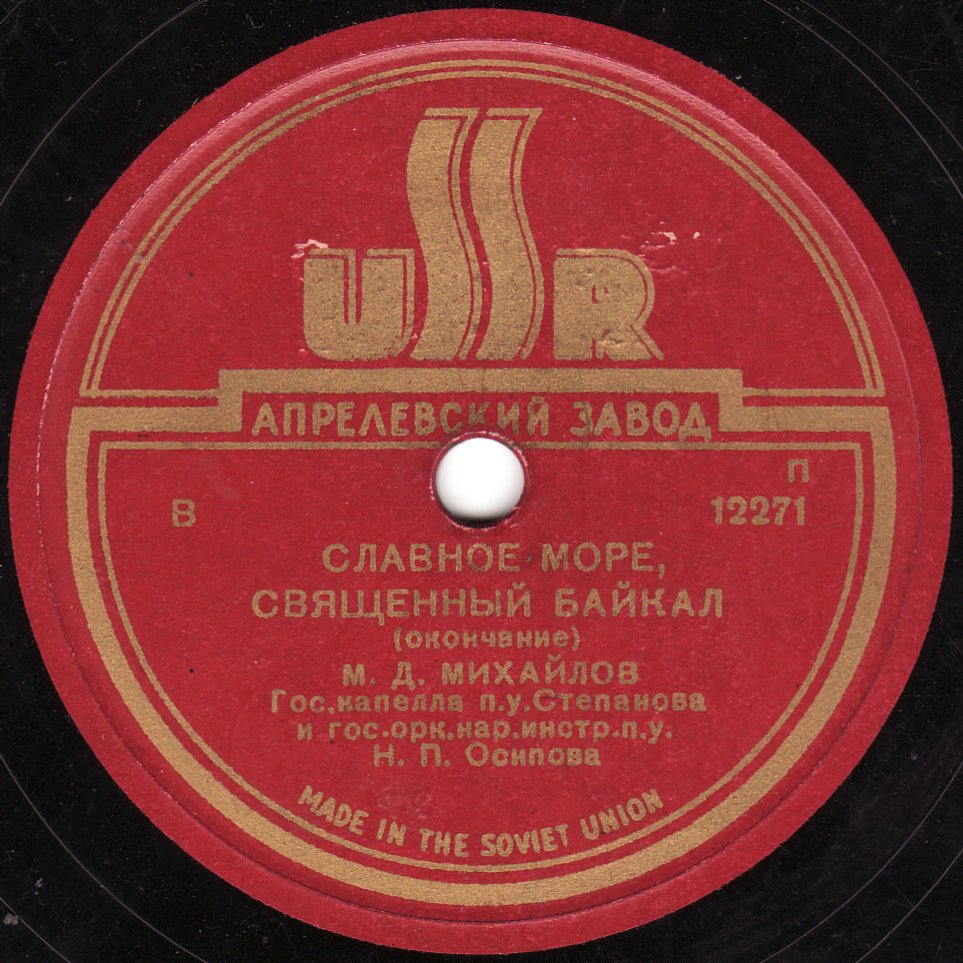 USSR
АПРЕЛЕВСКИЙ ЗАВОД
В
П
12271
СЛАВНОЕ МОРЕ,
СВЯЩЕННЫЙ БАЙКАЛ
(окончание)
М. Д. МИХАЙЛОВ
Гос.капелла п.у.Степанова
и гос.орк.нар.инстр.п.у.
Н. П. Осипова
MADE IN THE SOVIET UNION